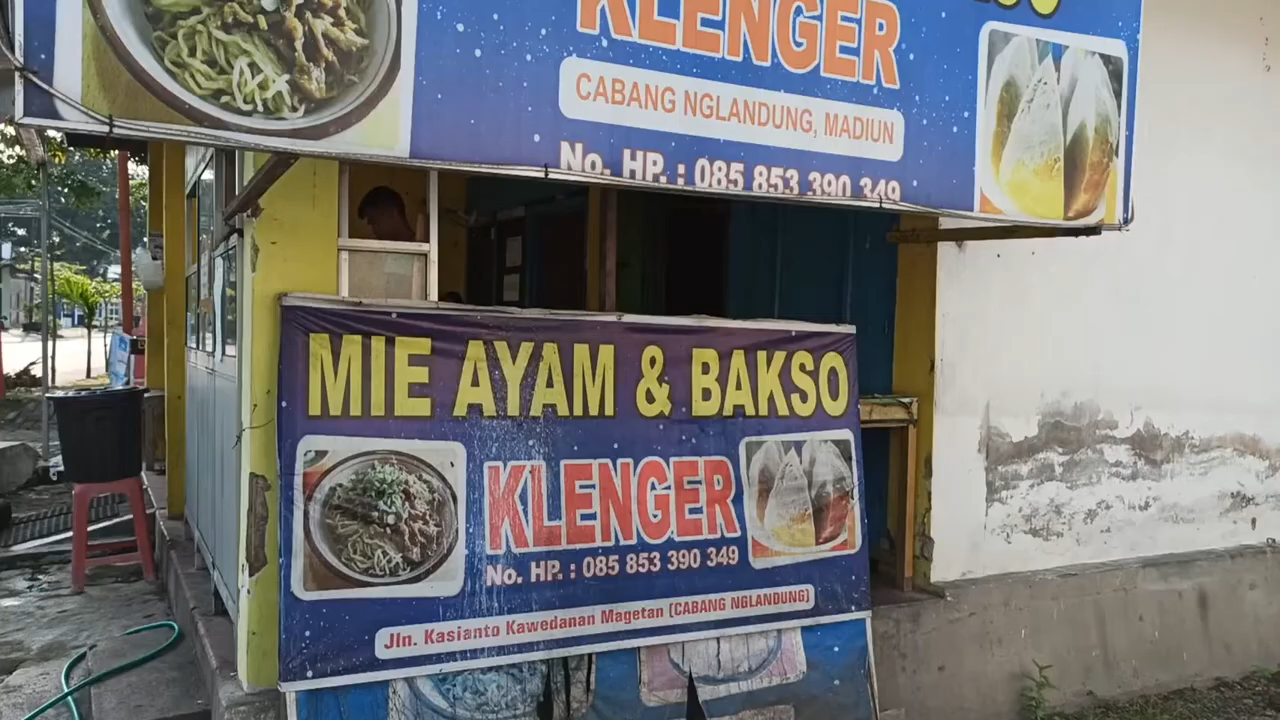 KLENGER
CABANG NGLANDUNG, MADIUN
No. HP. : 085 853 390 349
MIE AYAM & BAKSO
KLENGER
No. HP. : 085 853 390 349
Jln. Kasianto Kawedanan Magetan (CABANG NGLANDUNG)